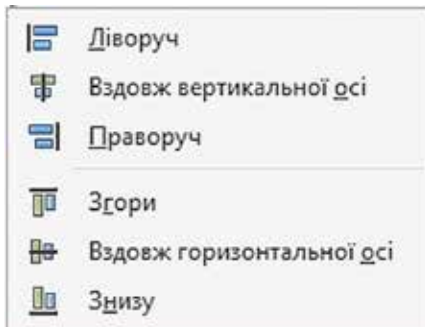 Ліворуч
Вздовж вертикальної осі
Праворуч
Згори
Вздовж горизонтальної осі
Знизу